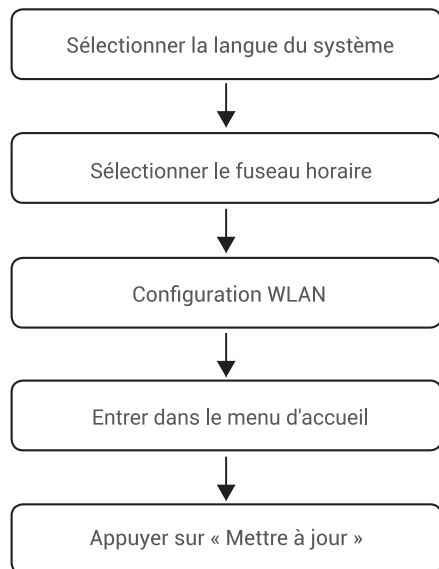 Sélectionner la langue du système
Sélectionner le fuseau horaire
Configuration WLAN
Entrer dans le menu d'accueil
Appuyer sur « Mettre à jour »